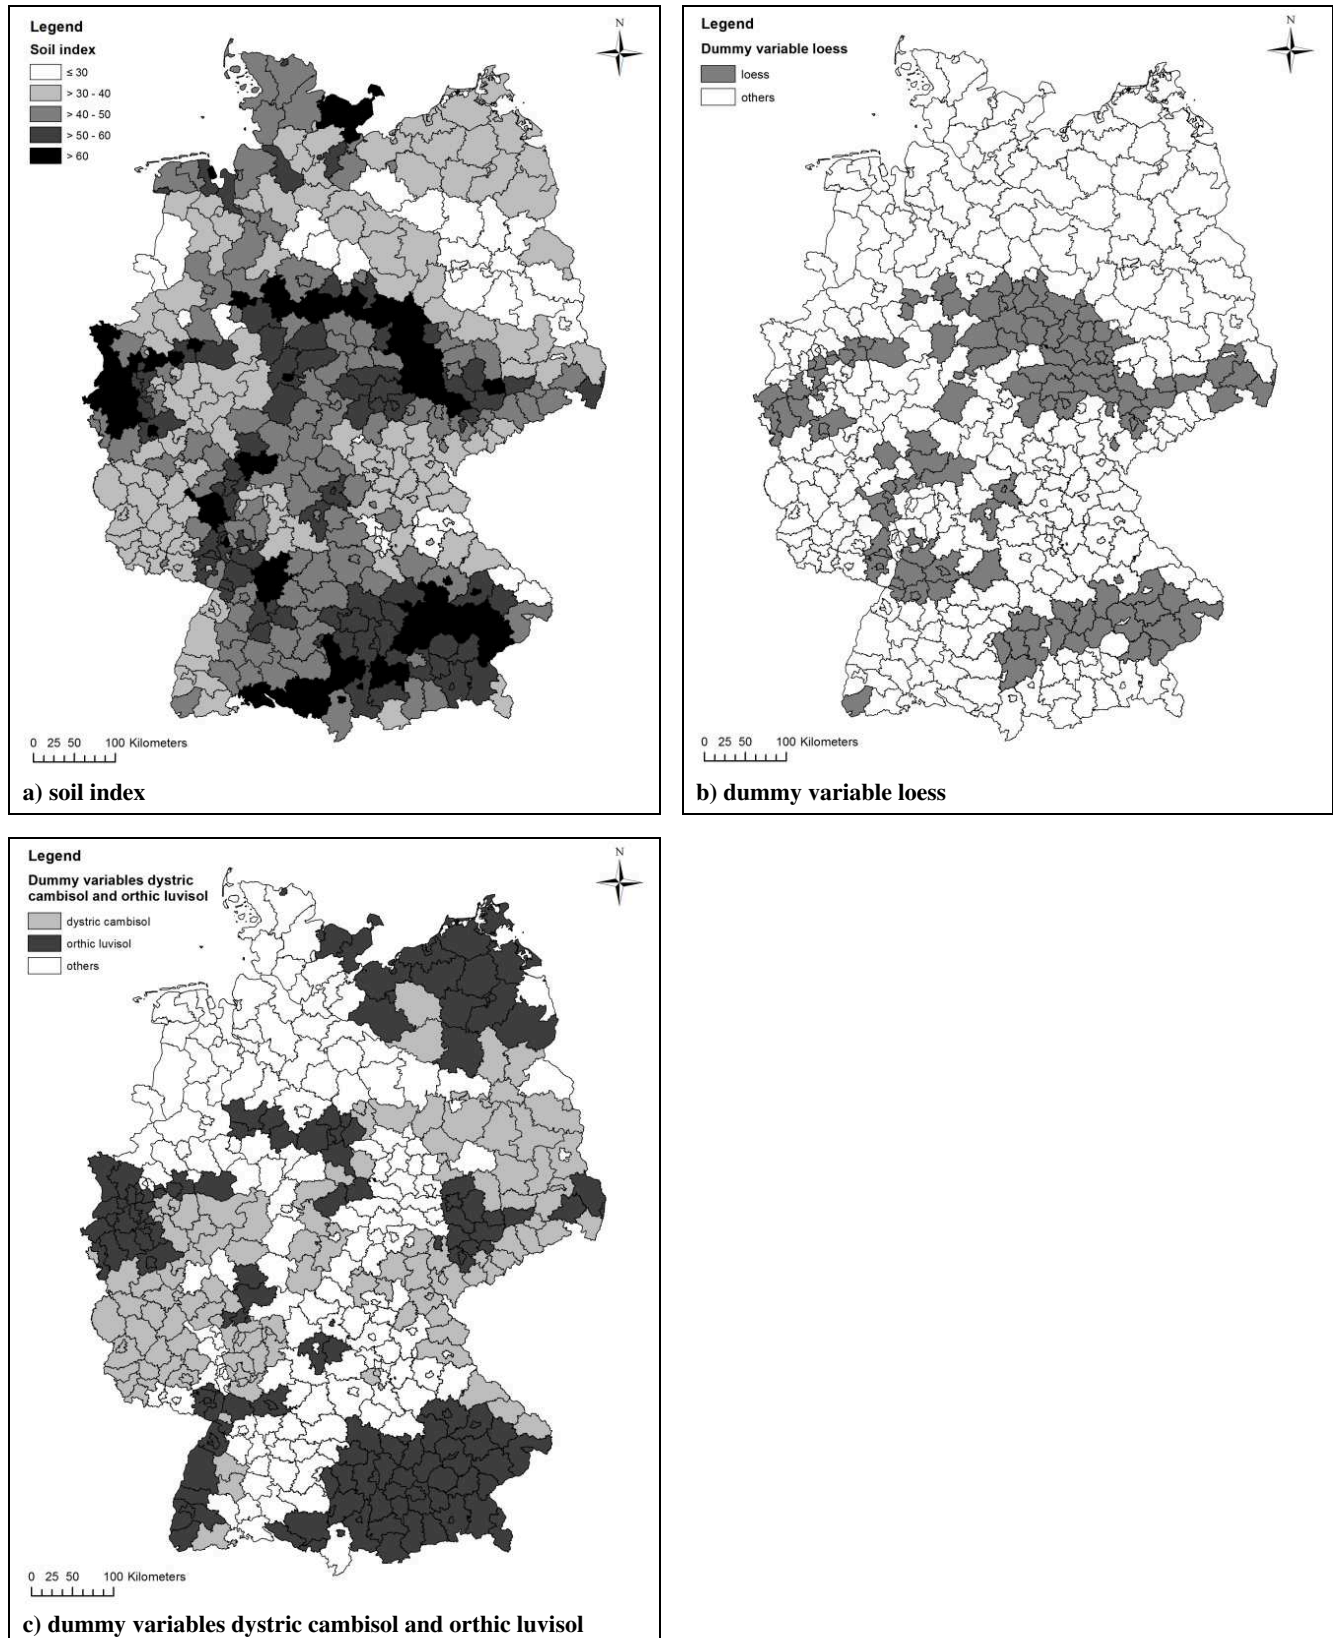 Legend
Soil index
≤ 30
> 30 - 40
> 40 - 50
> 50 - 60
> 60
N
0 25 50 100 Kilometers
a) soil index
Legend
Dummy variable loess
loess
others
N
0 25 50 100 Kilometers
b) dummy variable loess
Legend
Dummy variables dystric
cambisol and orthic luvisol
dystric cambisol
orthic luvisol
others
N
0 25 50 100 Kilometers
c) dummy variables dystric cambisol and orthic luvisol